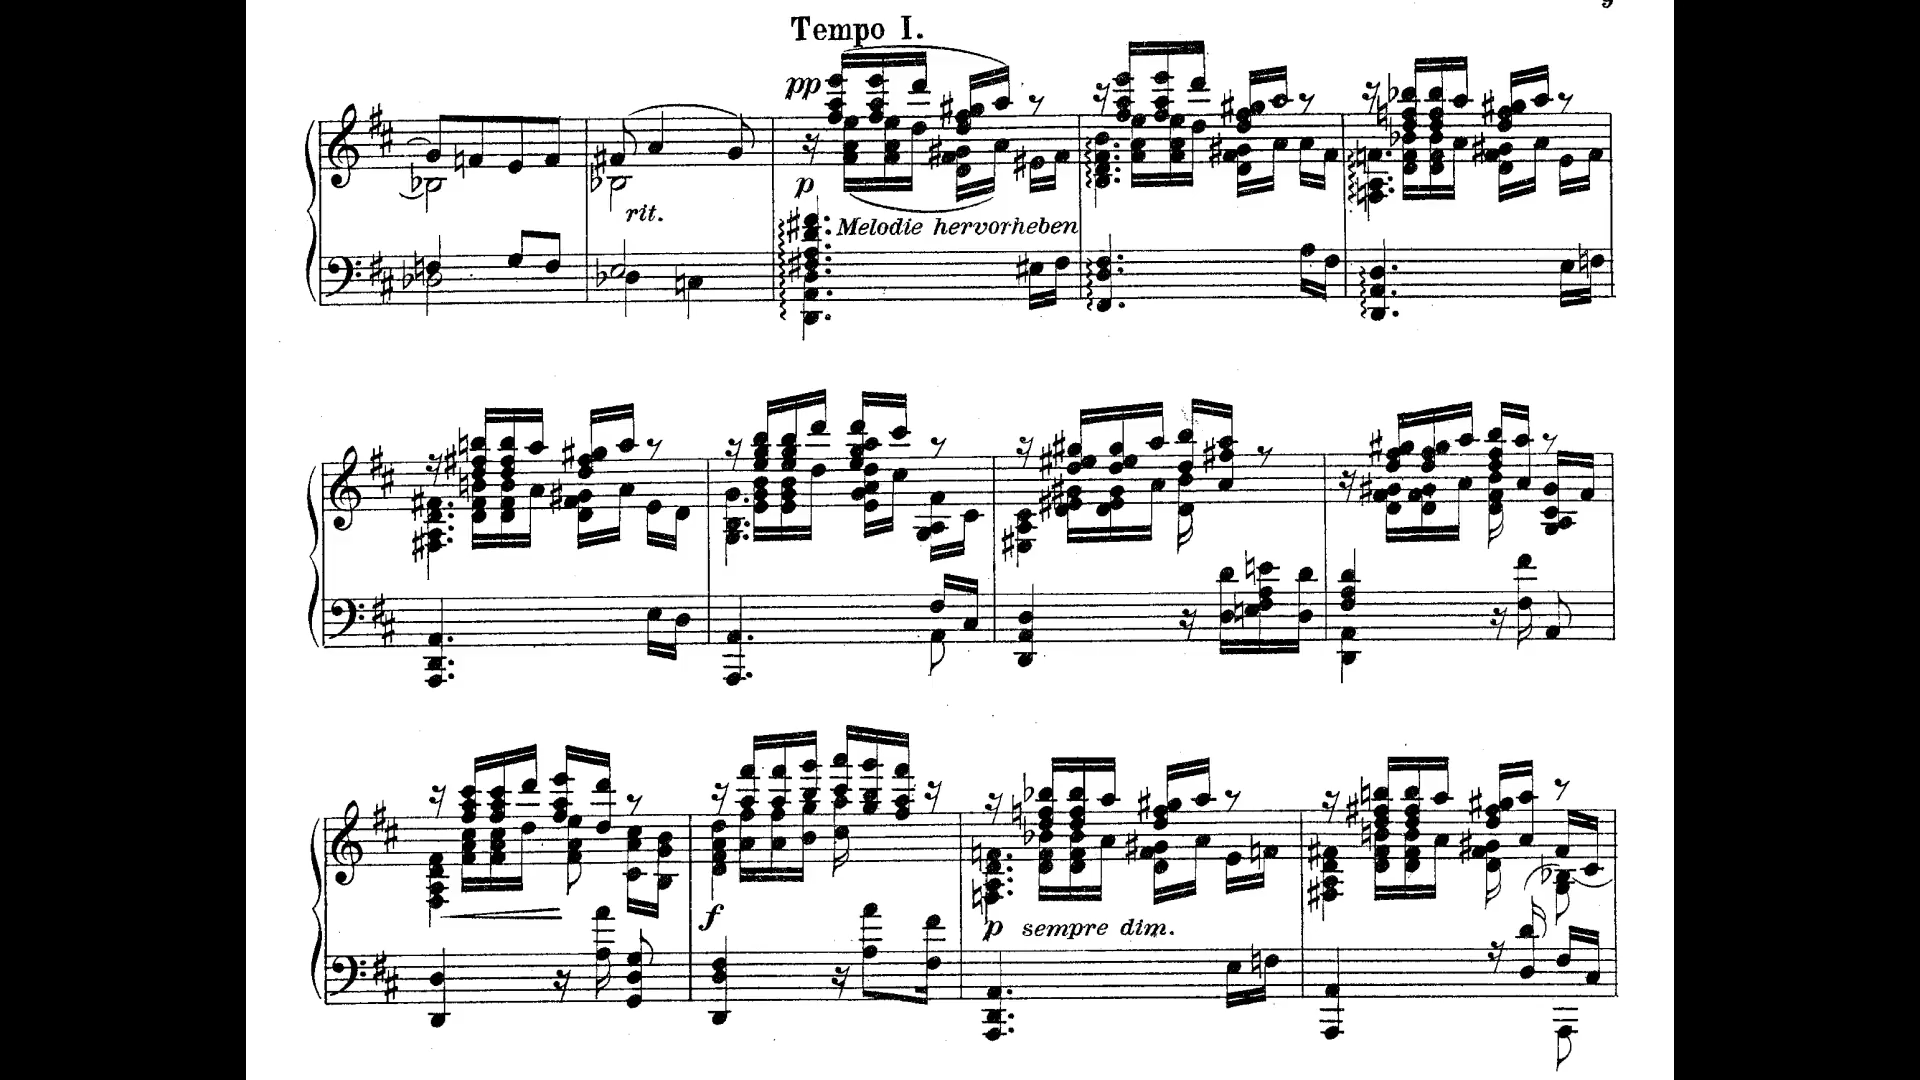 Tempo I.
pp
rit.
p
Melodie hervorheben
f
p sempre dim.